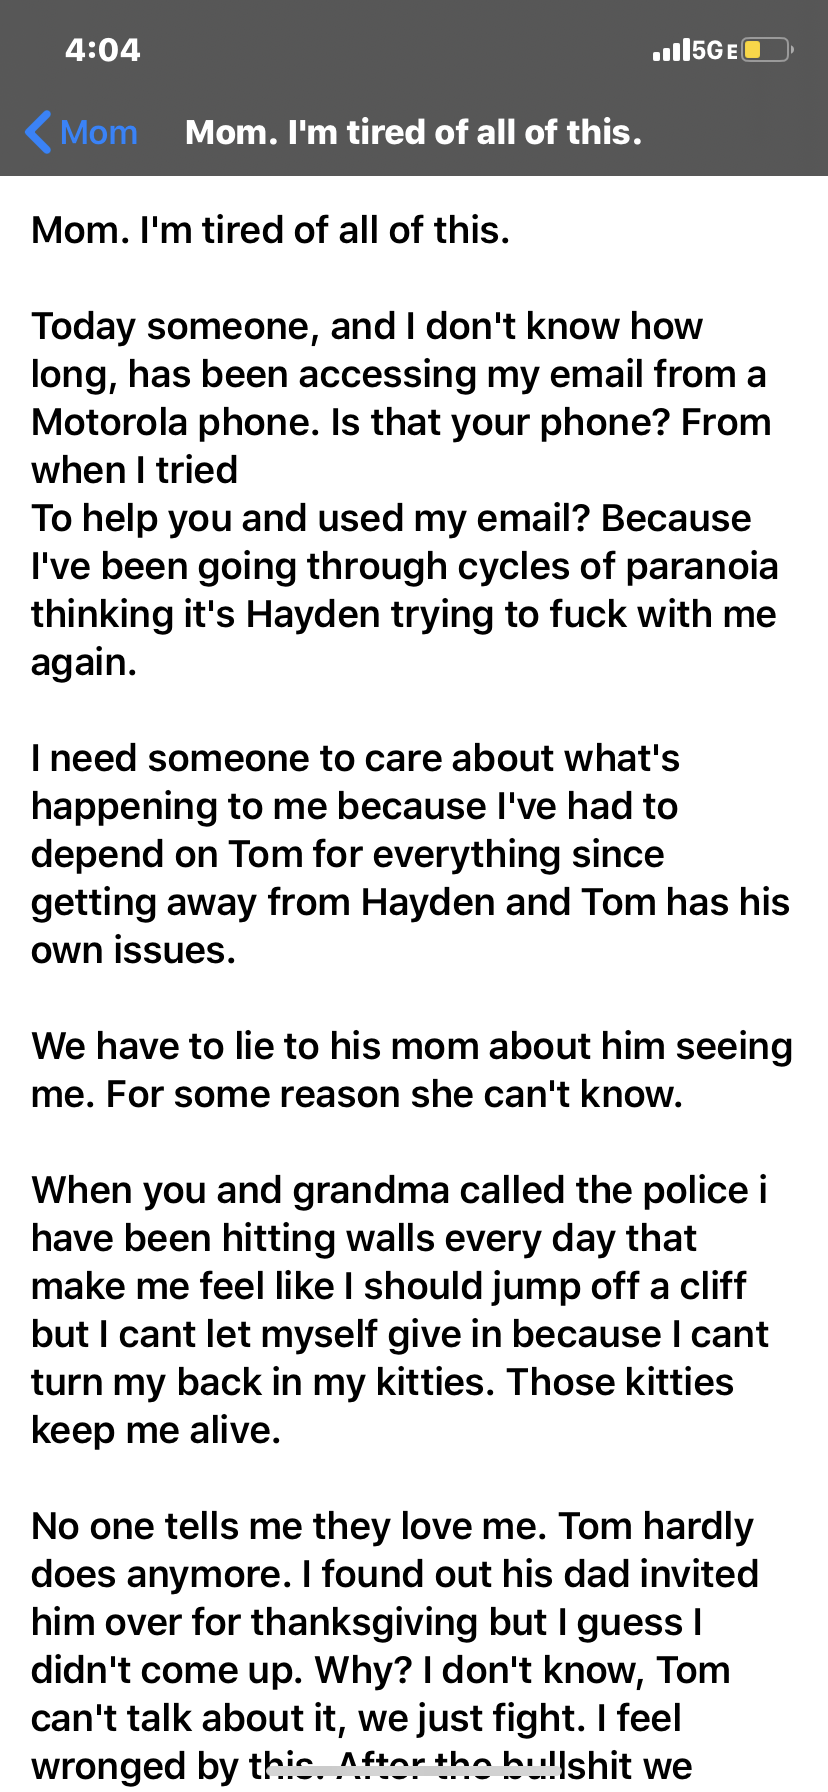 4:04
5GE
Mom
Mom. I'm tired of all of this.
Mom. I'm tired of all of this.
Today someone, and I don't know how
long, has been accessing my email from a
Motorola phone. Is that your phone? From
when I tried
To help you and used my email? Because
I've been going through cycles of paranoia
thinking it's Hayden trying to fuck with me
again.
I need someone to care about what's
happening to me because I've had to
depend on Tom for everything since
getting away from Hayden and Tom has his
own issues.
We have to lie to his mom about him seeing
me. For some reason she can't know.
When you and grandma called the police i
have been hitting walls every day that
make me feel like I should jump off a cliff
but I cant let myself give in because I cant
turn my back in my kitties. Those kitties
keep me alive.
No one tells me they love me. Tom hardly
does anymore. I found out his dad invited
him over for thanksgiving but I guess I
didn't come up. Why? I don't know, Tom
can't talk about it, we just fight. I feel
wronged by this. After the bullshit we